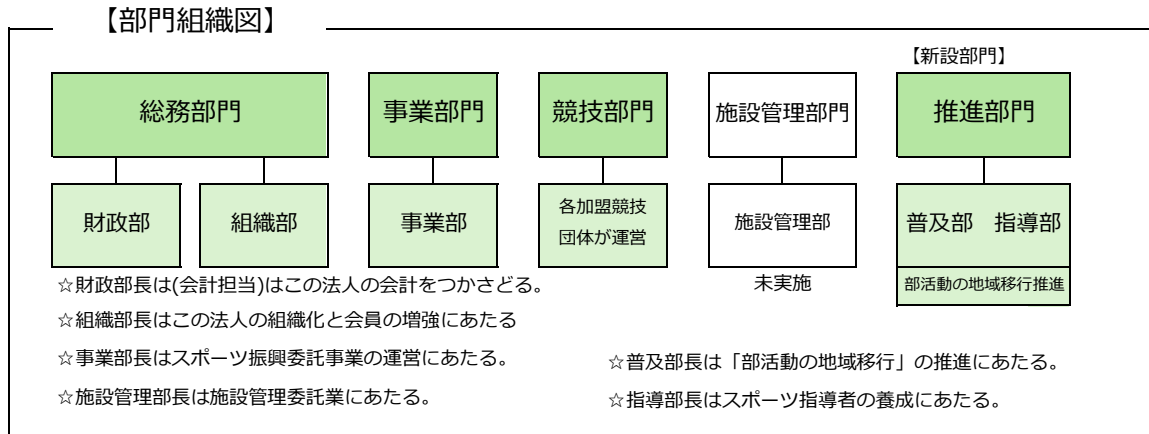 【部門組織図】
【新設部門】
総務部門
事業部門
競技部門
施設管理部門
推進部門
財政部
組織部
事業部
各加盟競技
団体が運営
施設管理部
普及部 指導部
未実施
部活動の地域移行推進
☆財政部長は(会計担当)はこの法人の会計をつかさどる。
☆組織部長はこの法人の組織化と会員の増強にあたる
☆事業部長はスポーツ振興委託事業の運営にあたる。
☆施設管理部長は施設管理委託業にあたる。
☆普及部長は「部活動の地域移行」の推進にあたる。
☆指導部長はスポーツ指導者の養成にあたる。